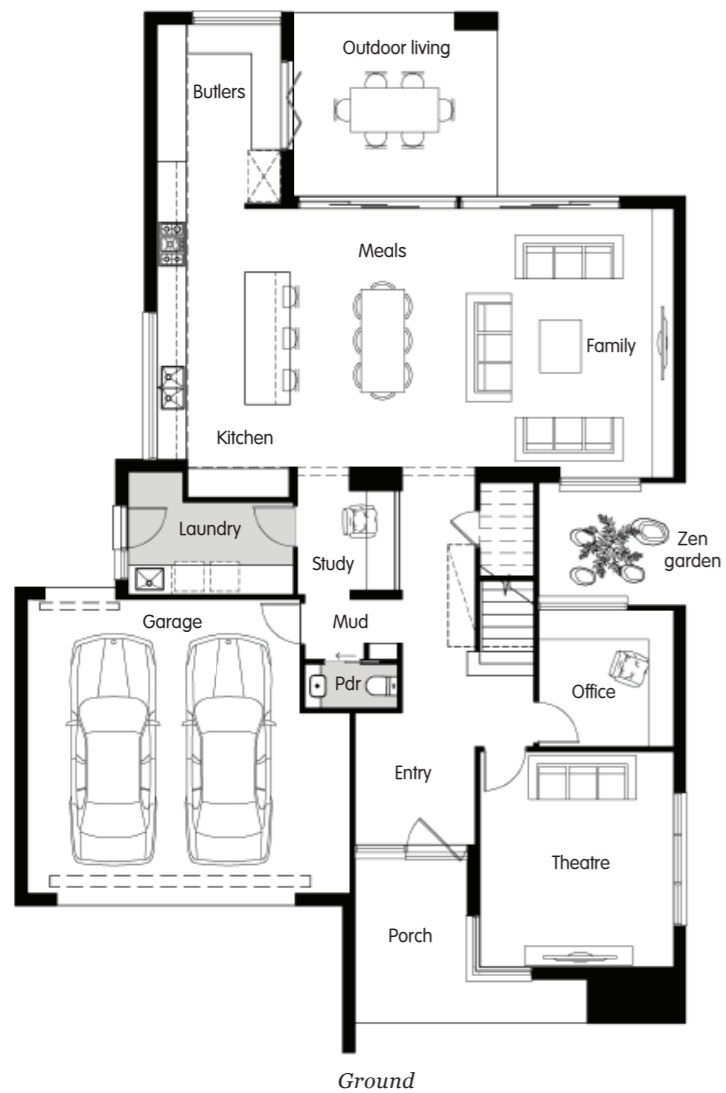 Outdoor living
Butlers
Meals
Family
Kitchen
Laundry
Study
Zen
garden
Garage
Mud
Pdr
Office
Entry
Theatre
Porch
Ground